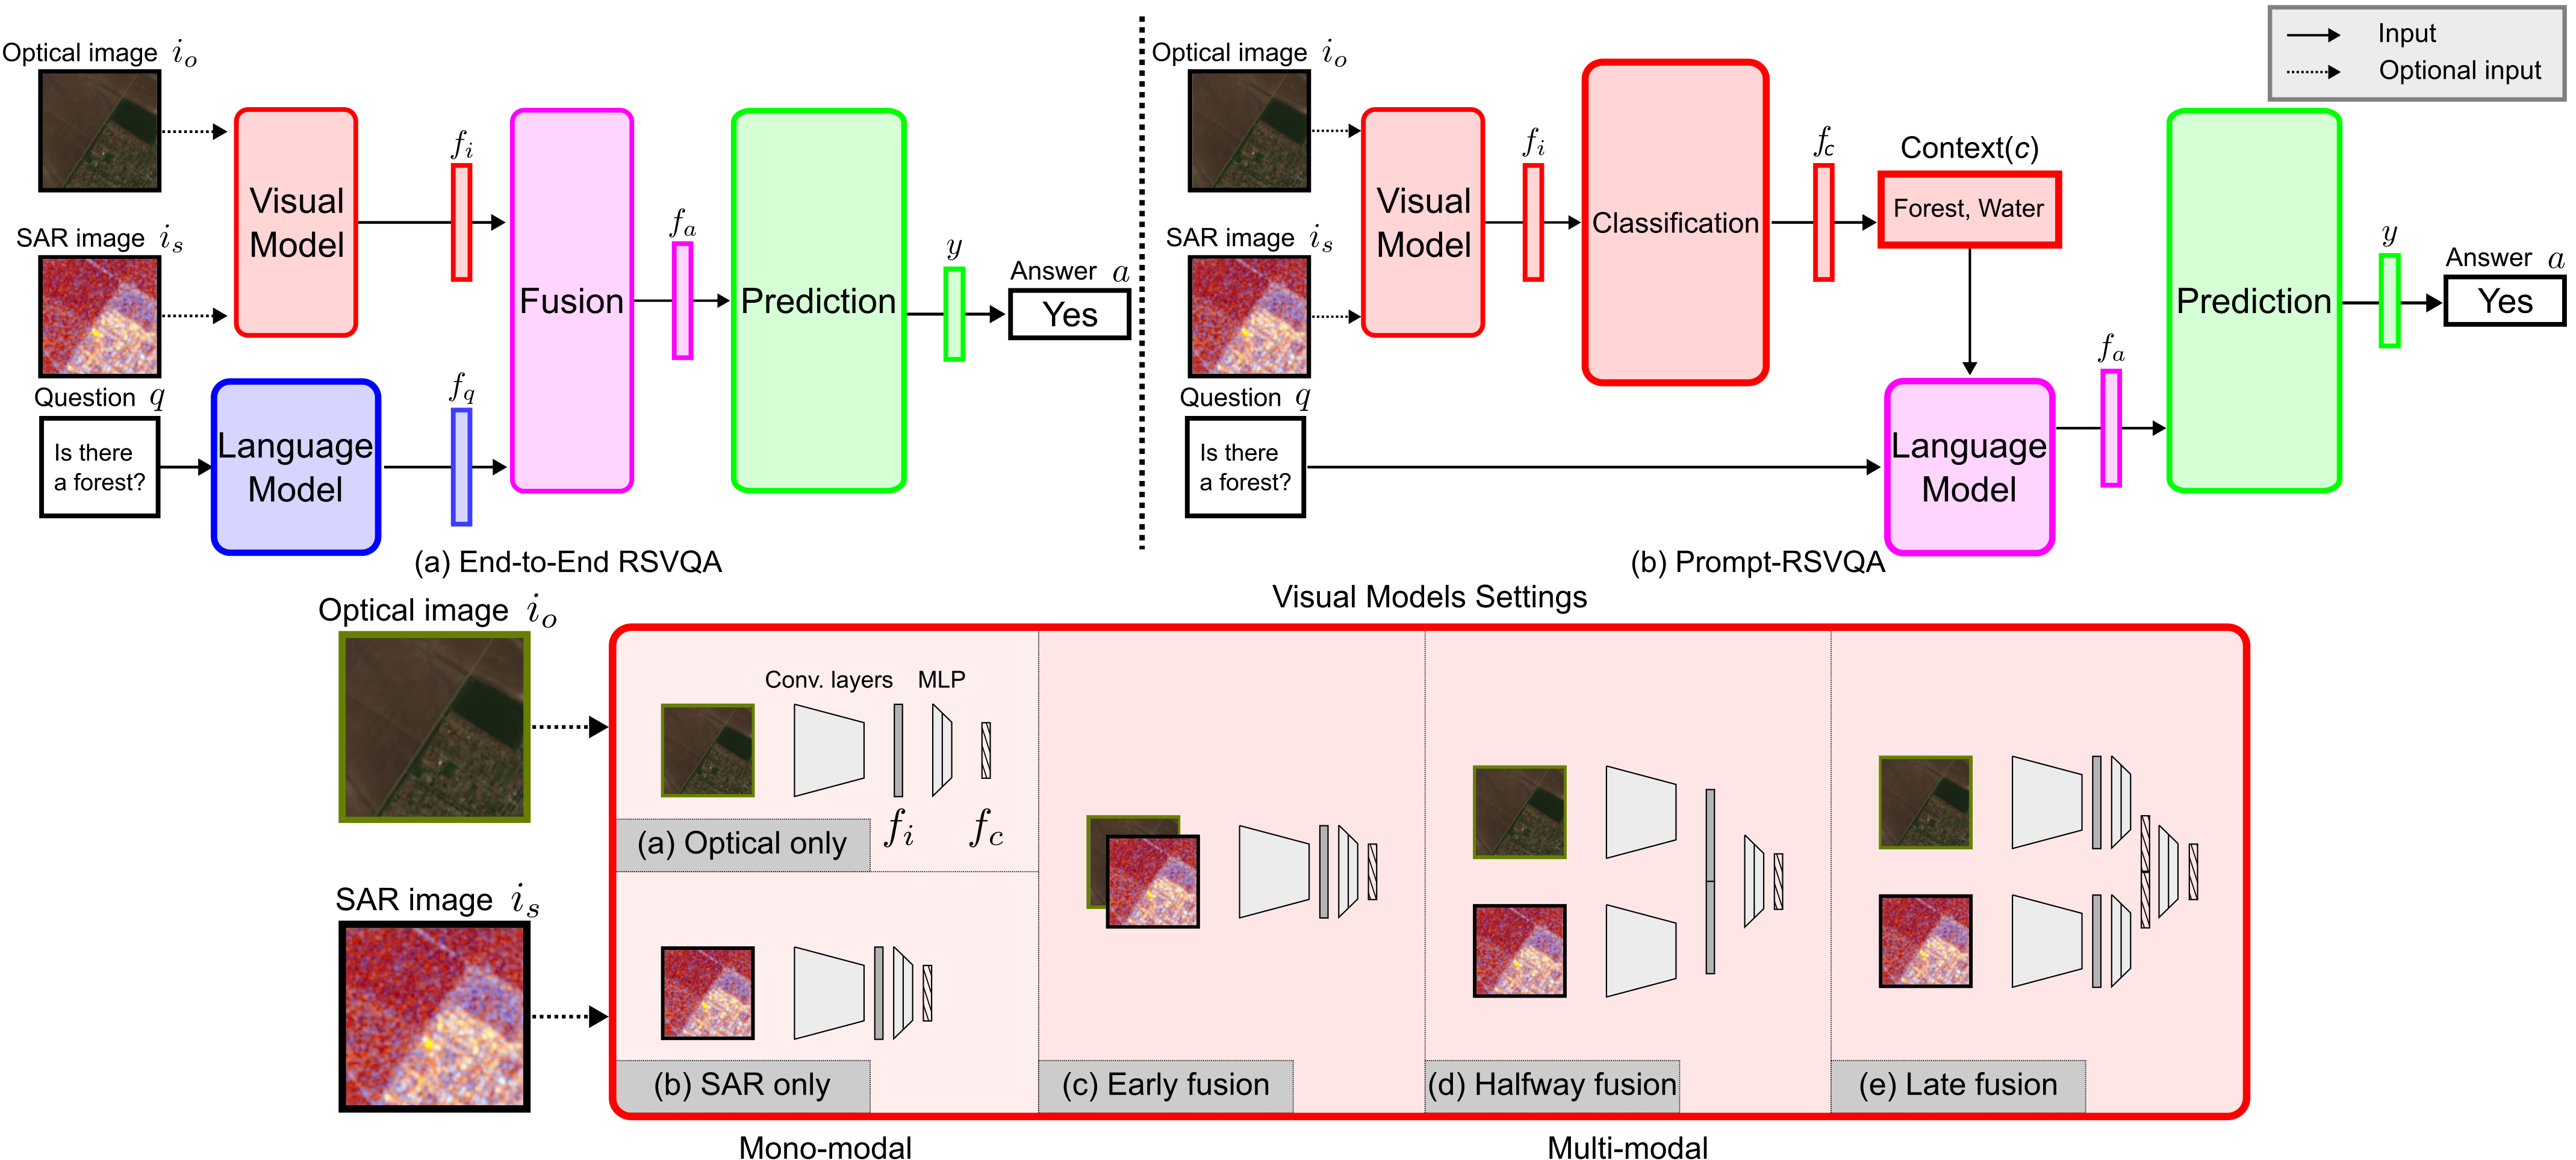 Optical image i_o
SAR image i_s
Question q
Is there
a forest?
Visual
Model
Language
Model
f_i
f_q
Fusion
f_a
Prediction
y
Answer a
Yes
(a) End-to-End RSVQA
Optical image i_o
SAR image i_s
Question q
Is there
a forest?
Visual
Model
f_i
Classification
f_c
Context(c)
Forest, Water
Language
Model
f_a
Prediction
y
Answer a
Yes
(b) Prompt-RSVQA
Input
Optional input
Visual Models Settings
Optical image i_o
SAR image i_s
Conv. layers
MLP
f_i
f_c
(a) Optical only
(b) SAR only
(c) Early fusion
(d) Halfway fusion
(e) Late fusion
Mono-modal
Multi-modal